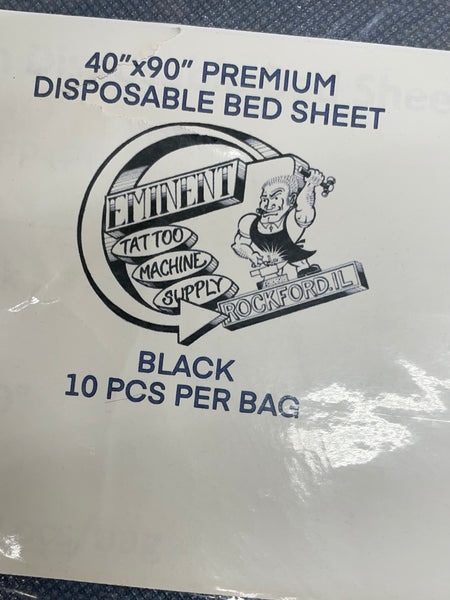 40"x90" PREMIUM
DISPOSABLE BED SHEET
EMINENT
TATTOO
MACHINE
SUPPLY
ROCKFORD.IL
BLACK
10 PCS PER BAG